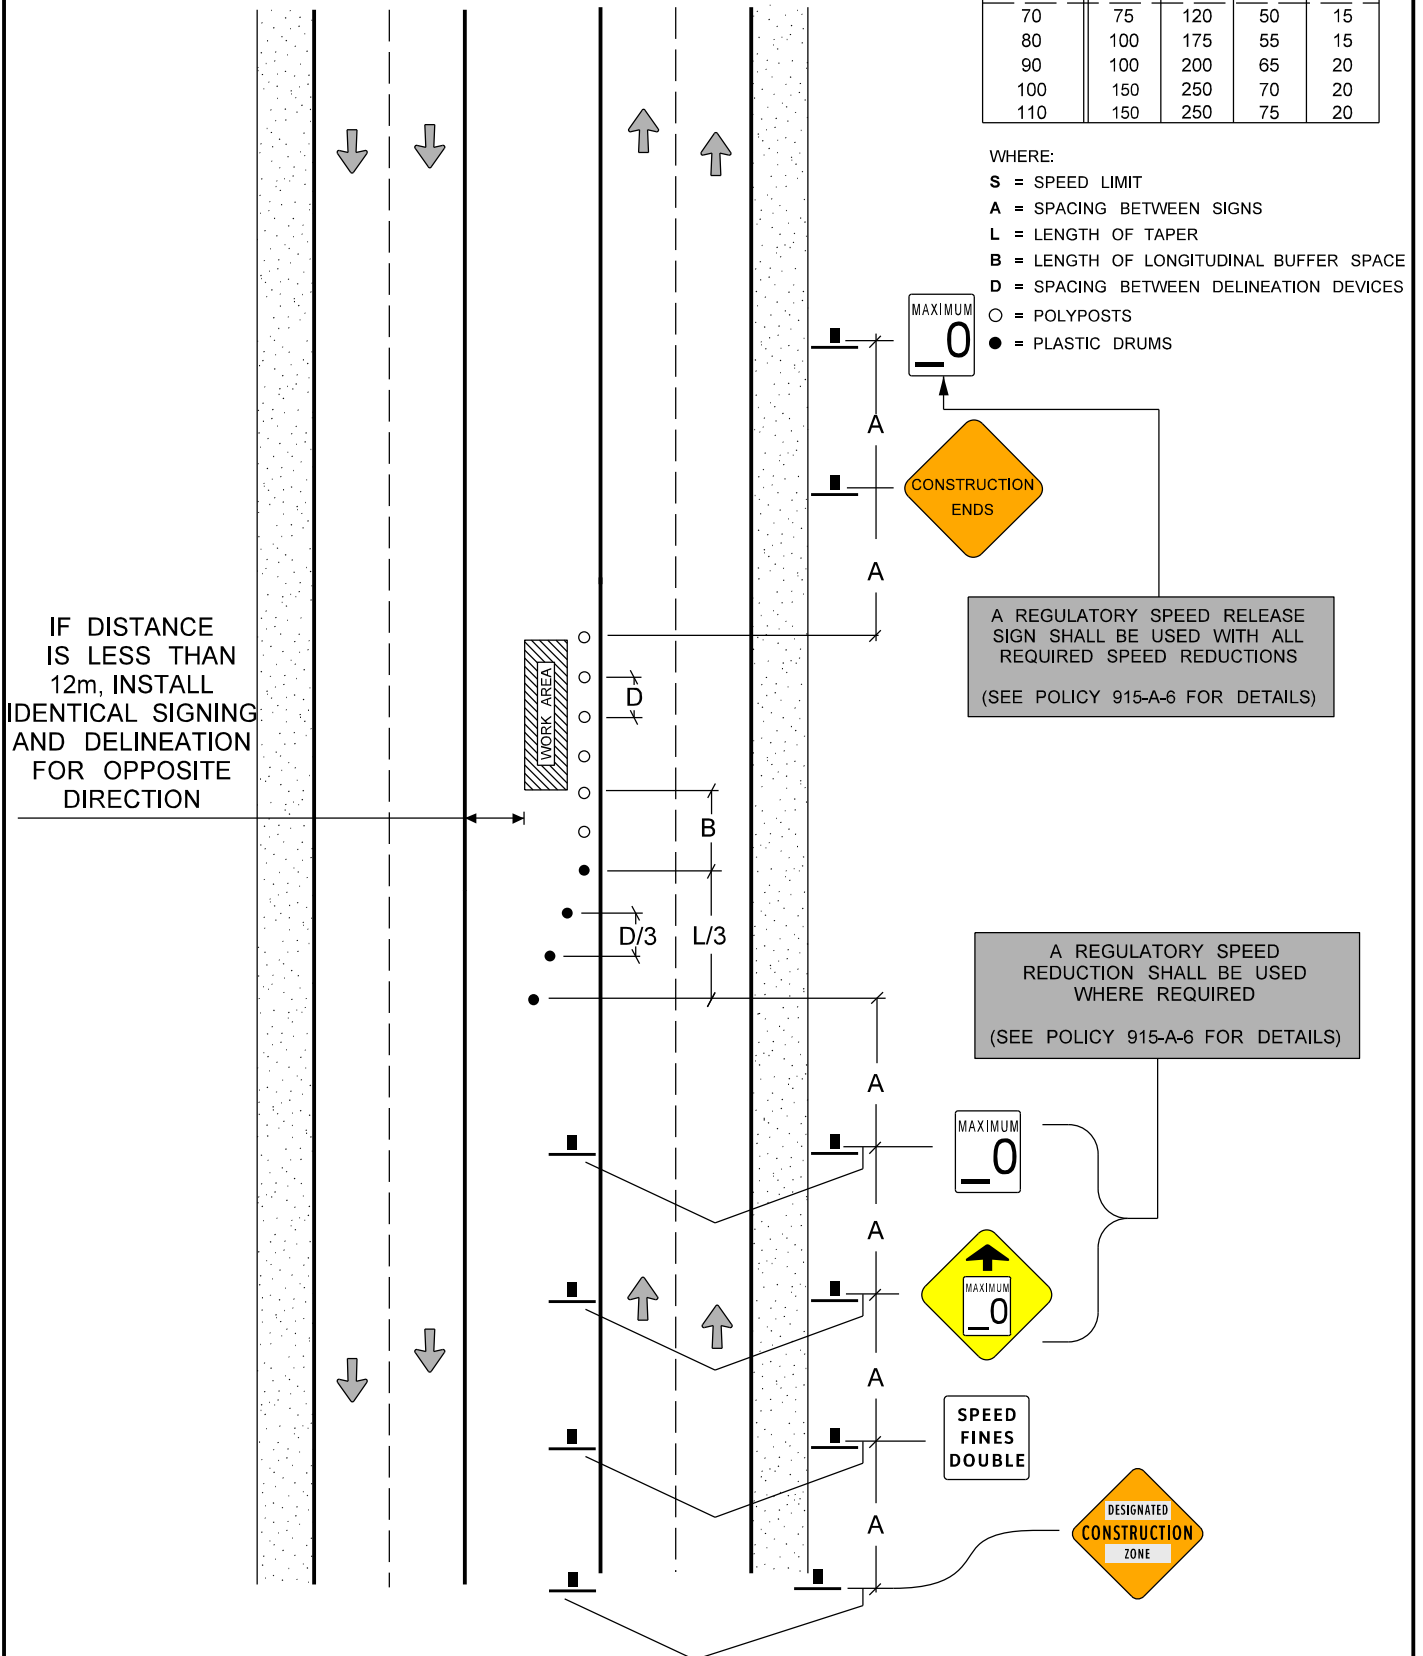 70 75 120 50 15
80 100 175 55 15
90 100 200 65 20
100 150 250 70 20
110 150 250 75 20
WHERE:
S = SPEED LIMIT
A = SPACING BETWEEN SIGNS
L = LENGTH OF TAPER
B = LENGTH OF LONGITUDINAL BUFFER SPACE
D = SPACING BETWEEN DELINEATION DEVICES
= POLYPOSTS
= PLASTIC DRUMS
MAXIMUM
_0
A
CONSTRUCTION
ENDS
A
A REGULATORY SPEED RELEASE
SIGN SHALL BE USED WITH ALL
REQUIRED SPEED REDUCTIONS
(SEE POLICY 915-A-6 FOR DETAILS)
IF DISTANCE
IS LESS THAN
12m, INSTALL
IDENTICAL SIGNING
AND DELINEATION
FOR OPPOSITE
DIRECTION
WORK AREA
D
B
D/3
L/3
A REGULATORY SPEED
REDUCTION SHALL BE USED
WHERE REQUIRED
(SEE POLICY 915-A-6 FOR DETAILS)
A
MAXIMUM
_0
A
MAXIMUM
_0
A
SPEED
FINES
DOUBLE
A
DESIGNATED
CONSTRUCTION
ZONE